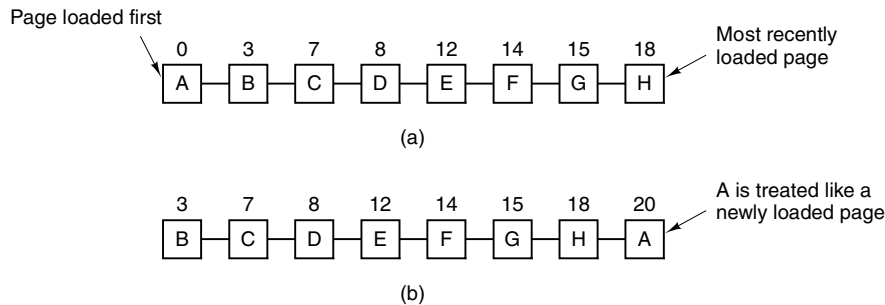 Page loaded first
0 3 7 8 12 14 15 18
Most recently
loaded page
A B C D E F G H
(a)
3 7 8 12 14 15 18 20
A is treated like a
newly loaded page
B C D E F G H A
(b)